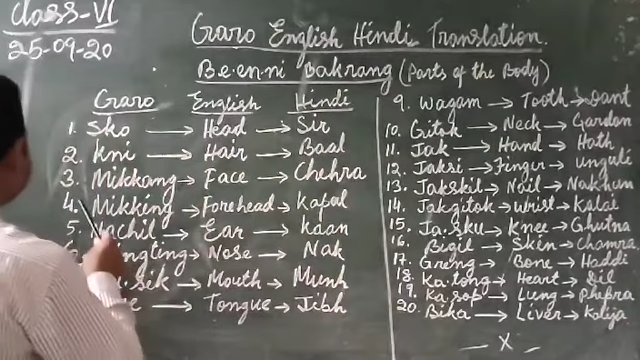 Class-VI
25-09-20
Garo English Hindi Translation.
Be·en·ni Bakrang (Parts of the Body)
Garo English Hindi
1. Sko → Head → Sir
2. Kni → Hair → Baal
3. Mikkang → Face → Chehra
4. Mikking → Forehead → Kapal
5. Nachil → Ear → Kaan
→ Nose → Nak
→ Mouth → Munh
→ Tongue → Jibh
9. Wagam → Tooth → Dant
10. Gitok → Neck → Gardan
11. Jak → Hand → Hath
12. Jaksi → Finger → Unguli
13. Jakskil → Nail → Nakhun
14. Jakgitok → Wrist → Kalai
15. Ja·sku → Knee → Ghutna
16. Bigil → Skin → Chamra
17. Greng → Bone → Haddi
18. Ka·tong → Heart → Dil
19. Ka·sop → Lung → Phepra
20. Bika → Liver → Kalija
— X —